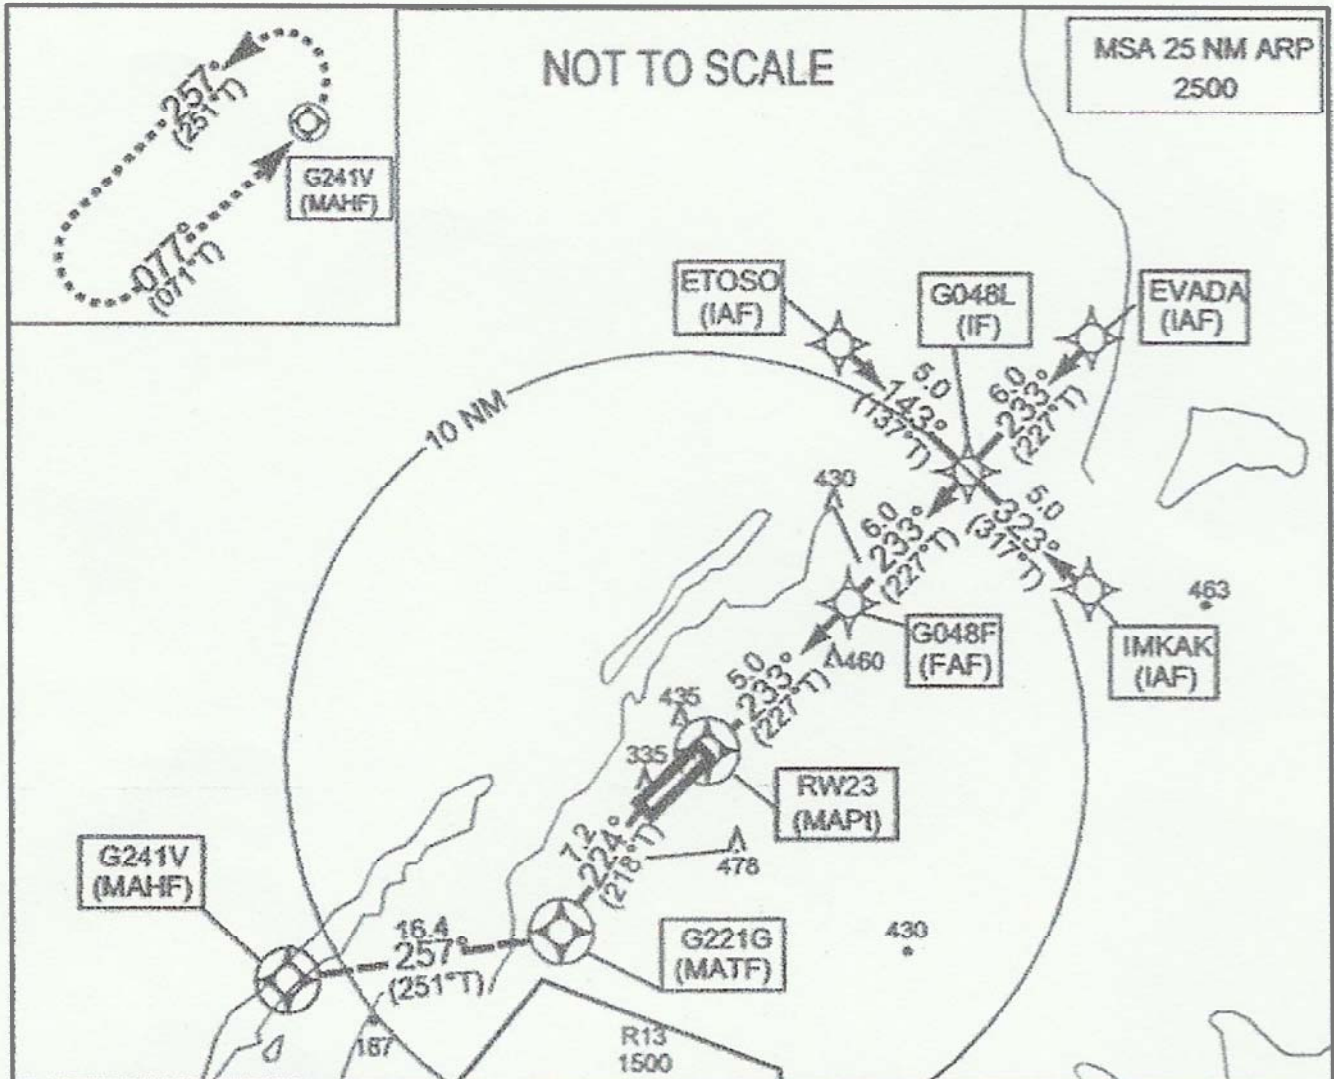 NOT TO SCALE
MSA 25 NM ARP
2500
257°
(251°T)
G241V
(MAHF)
077°
(071°T)
ETOSO
(IAF)
G048L
(IF)
EVADA
(IAF)
5.0
143°
(137°T)
6.0
233°
(227°T)
10 NM
430
6.0
233°
(227°T)
5.0
323°
(317°T)
463
G048F
(FAF)
IMKAK
(IAF)
460
5.0
233°
(227°T)
435
335
RW23
(MAPt)
7.2
224°
(218°T)
478
G241V
(MAHF)
16.4
257°
(251°T)
G221G
(MATF)
430
187
R13
1500